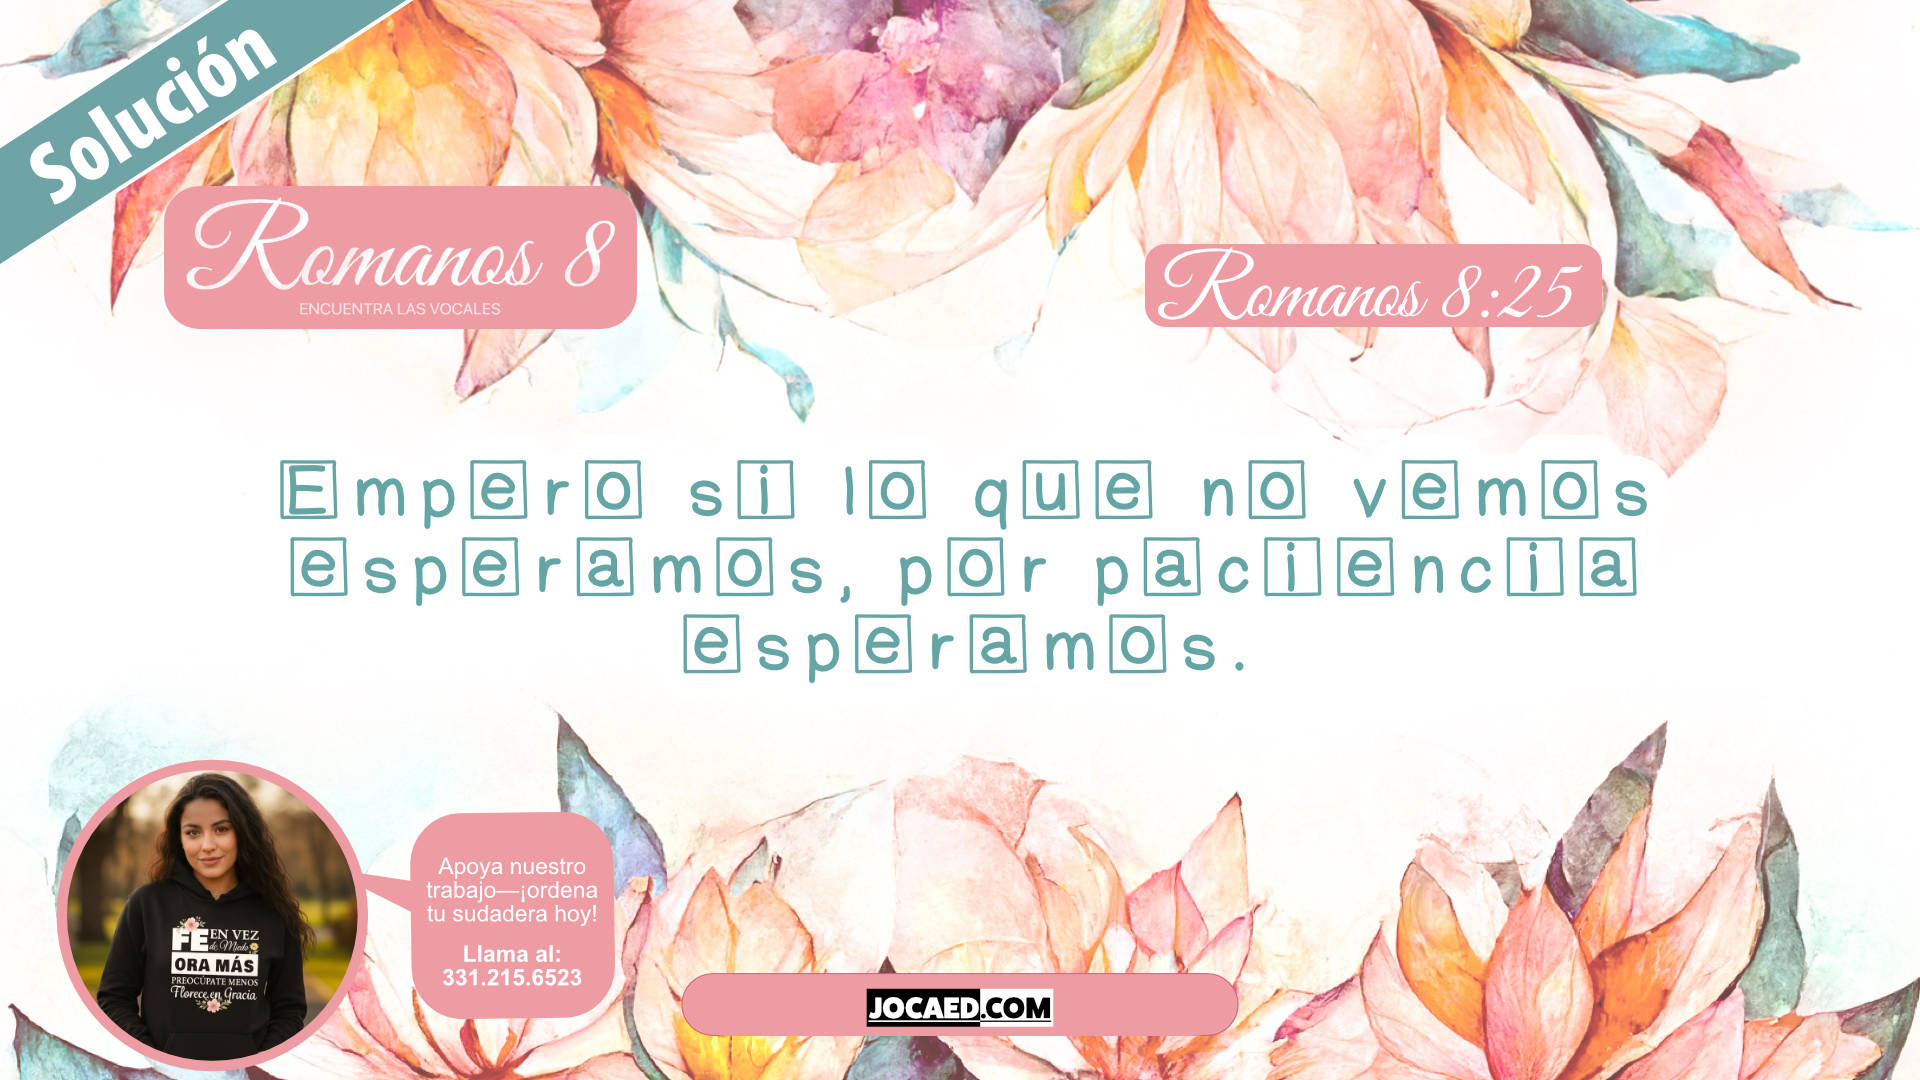 Solución
Romanos 8
ENCUENTRA LAS VOCALES
Romanos 8:25
Empero si lo que no vemos
esperamos, por paciencia
esperamos.
FE EN VEZ
de Miedo
ORA MÁS
PREOCÚPATE MENOS
Florece en Gracia
Apoya nuestro
trabajo—¡ordena
tu sudadera hoy!
Llama al:
331.215.6523
JOCAED.COM